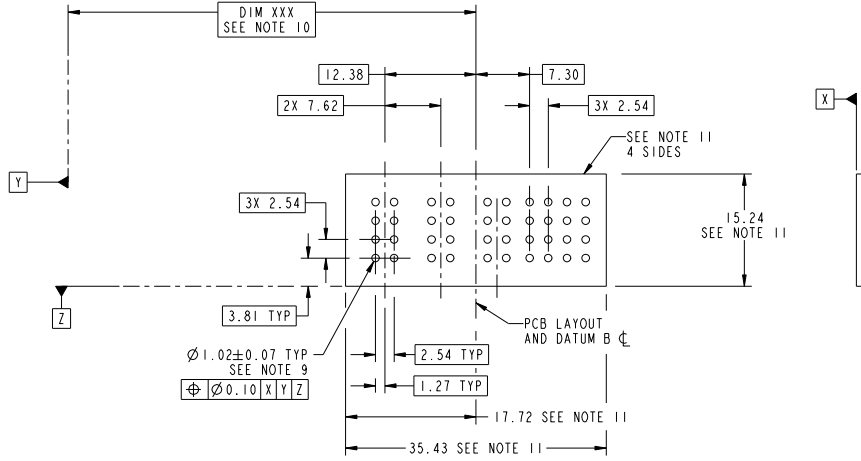 DIM XXX
SEE NOTE 10
12.38
7.30
2X 7.62
3X 2.54
X
SEE NOTE 11
4 SIDES
Y
3X 2.54
15.24
SEE NOTE 11
Z
3.81 TYP
PCB LAYOUT
AND DATUM B ℄
Ø1.02±0.07 TYP
SEE NOTE 9
2.54 TYP
⌖ Ø0.10 X Y Z
1.27 TYP
17.72 SEE NOTE 11
35.43 SEE NOTE 11